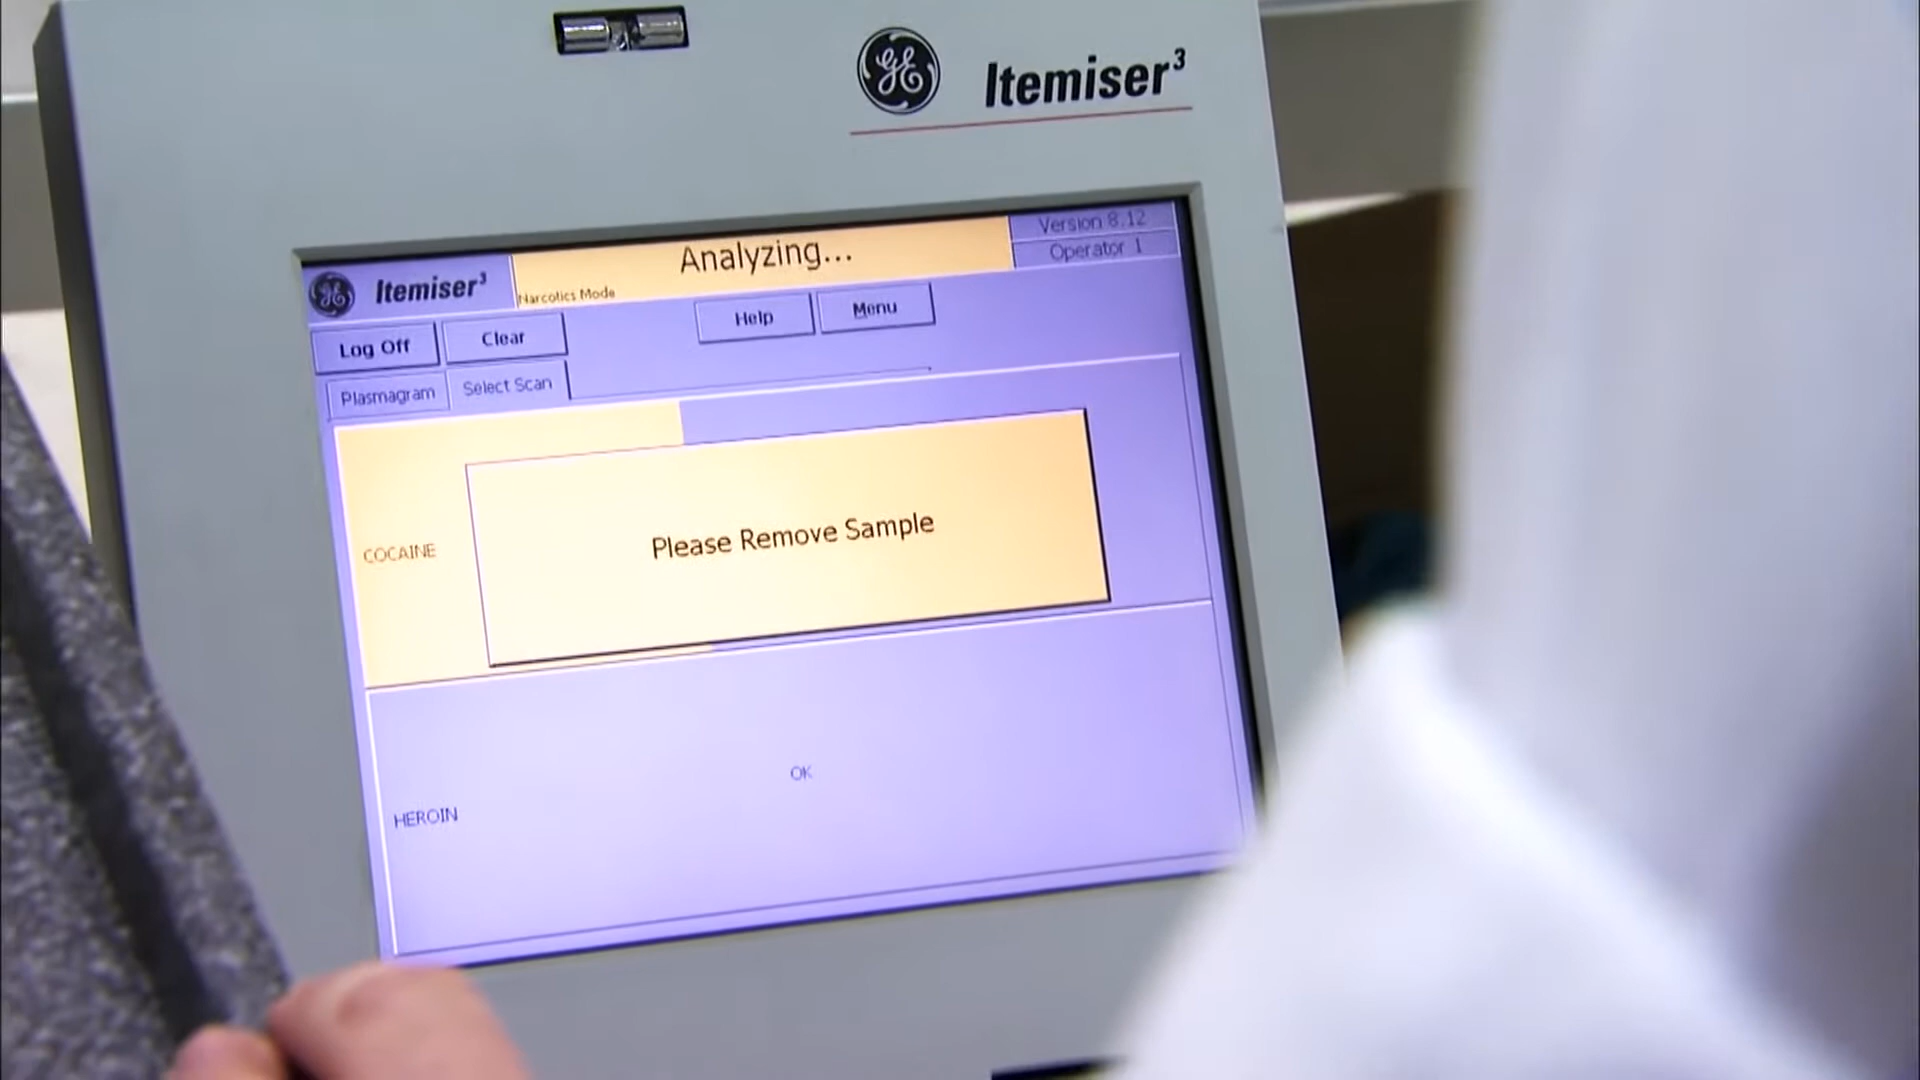 GE Itemiser³
Analyzing...
Version 8.12
Operator 1
GE Itemiser³
Narcotics Mode
Help
Menu
Log Off
Clear
Plasmagram
Select Scan
COCAINE
Please Remove Sample
HEROIN
OK